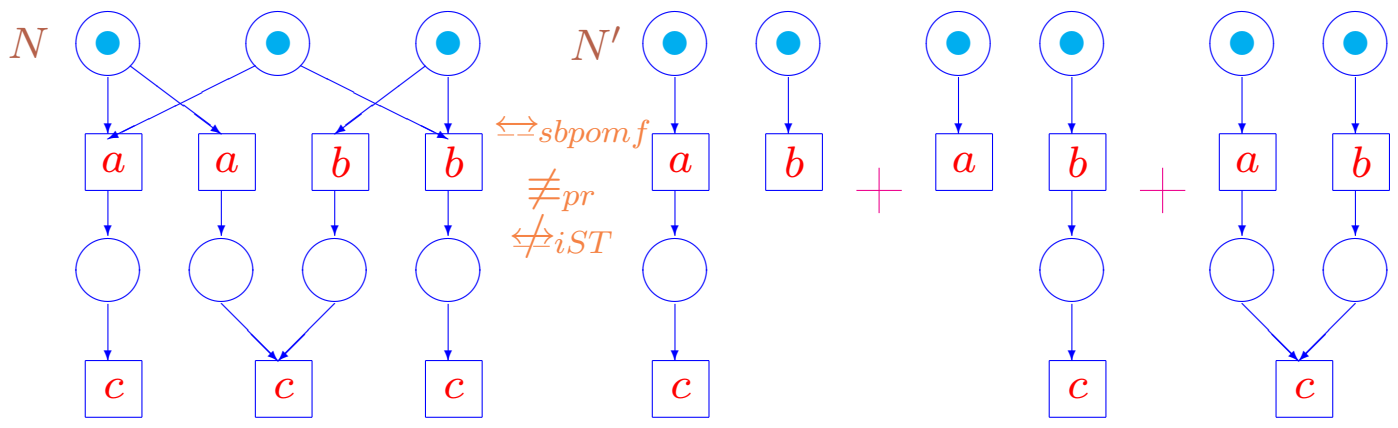 N N′
a a b b ↔sbpomf a b + a b + a b
≢pr
↮iST
c c c c c c